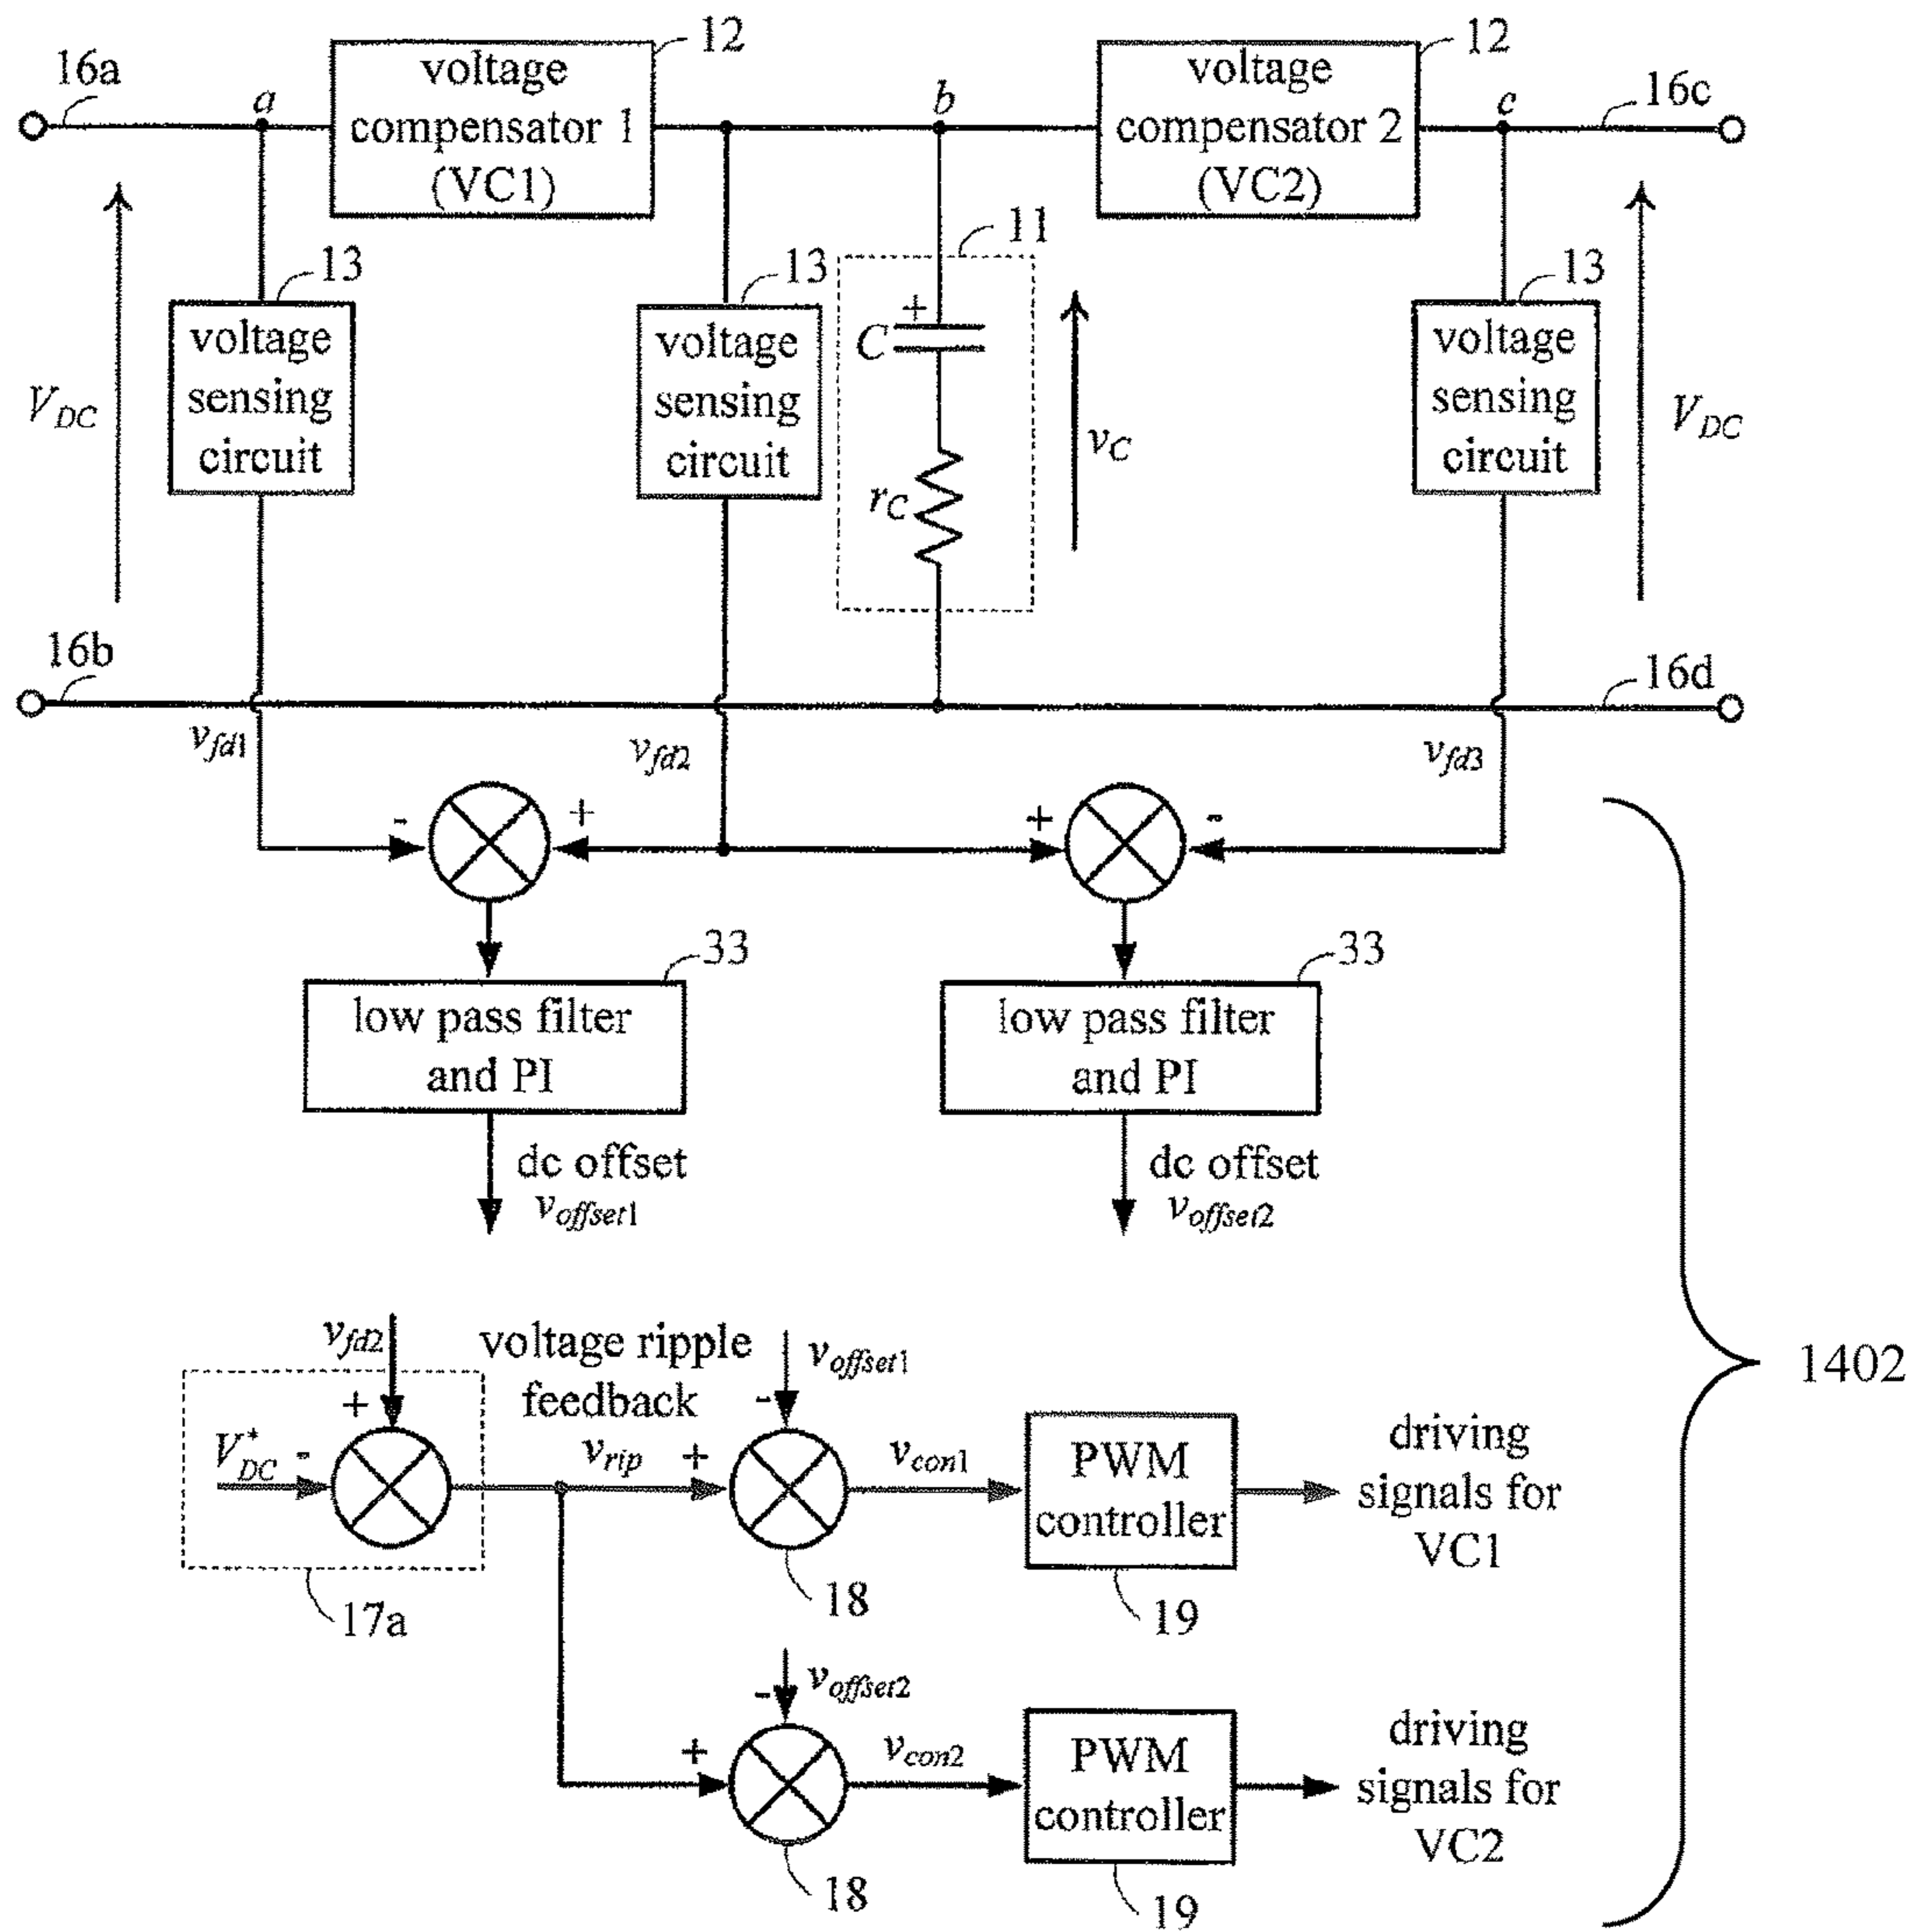 16a
a
voltage
compensator 1
(VC1)
12
b
voltage
compensator 2
(VC2)
12
c
16c
V_DC
13
voltage
sensing
circuit
13
voltage
sensing
circuit
11
+
C
r_C
v_C
13
voltage
sensing
circuit
V_DC
16b
16d
v_fd1
v_fd2
v_fd3
- +
+ -
33
low pass filter
and PI
33
low pass filter
and PI
dc offset
v_offset1
dc offset
v_offset2
1402
v_fd2
+
V*_DC -
17a
voltage ripple
feedback
v_rip
v_offset1
-
+
18
v_con1
PWM
controller
19
driving
signals for
VC1
v_offset2
-
+
18
v_con2
PWM
controller
19
driving
signals for
VC2